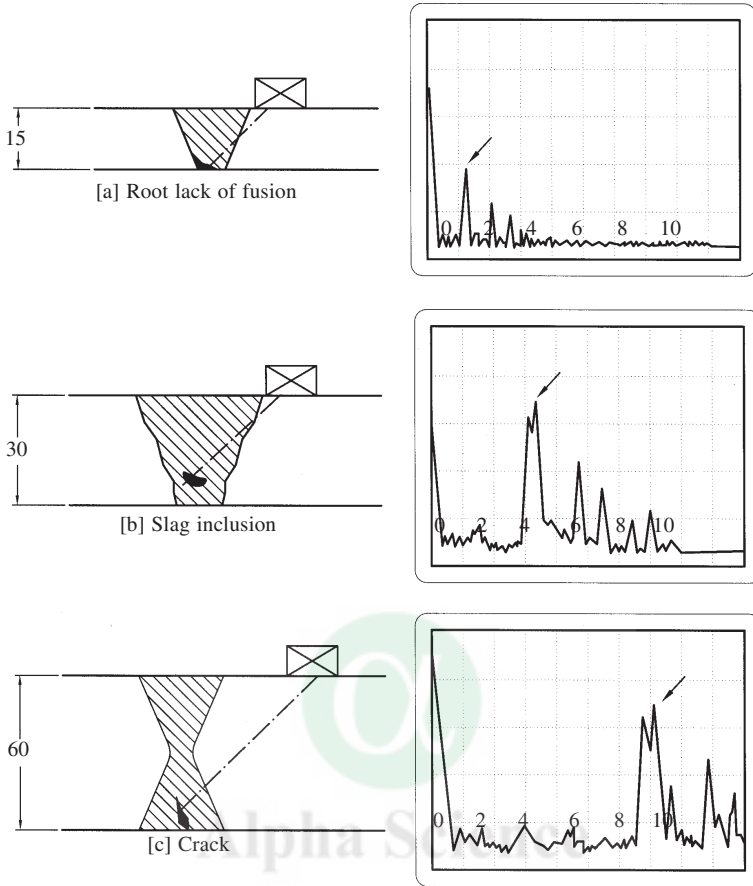 15
[a] Root lack of fusion
0 2 4 6 8 10
30
[b] Slag inclusion
0 2 4 6 8 10
60
[c] Crack
0 2 4 6 8 10
α
Alpha Science